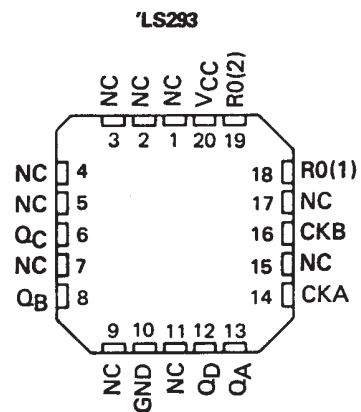 'LS293
NC NC NC VCC R0(2)
3 2 1 20 19
NC 4 18 R0(1)
NC 5 17 NC
QC 6 16 CKB
NC 7 15 NC
QB 8 14 CKA
9 10 11 12 13
NC GND NC QD QA